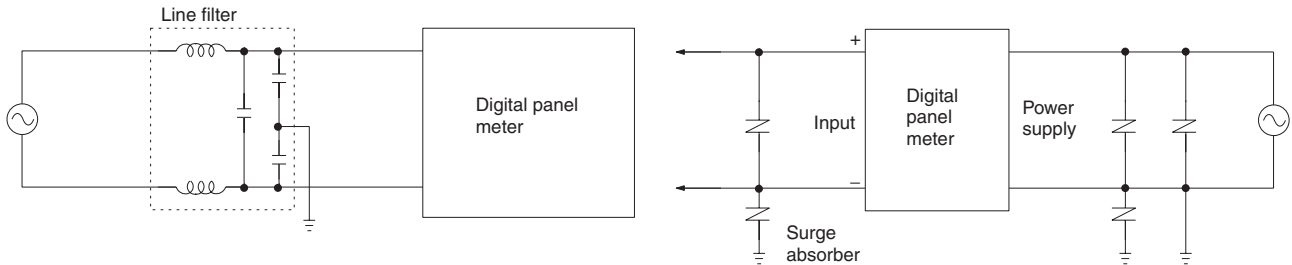 Line filter
Digital panel
meter
+
Input
−
Surge
absorber
Digital
panel
meter
Power
supply